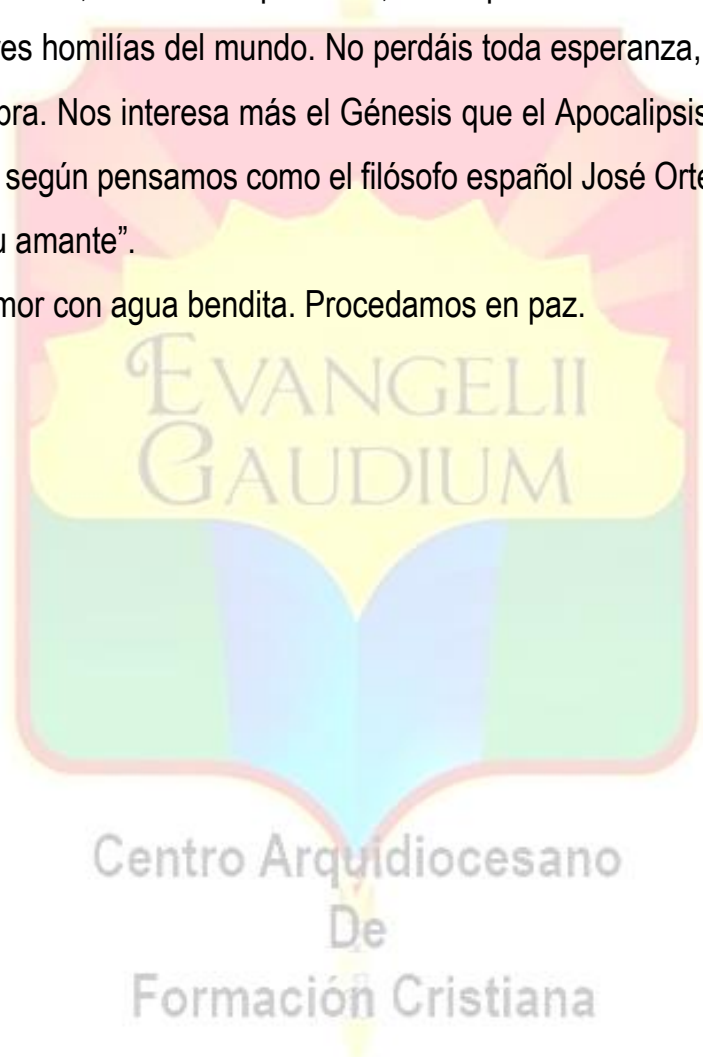 res homilías del mundo. No perdáis toda esperanza,
bra. Nos interesa más el Génesis que el Apocalipsis
según pensamos como el filósofo español José Orte
u amante”.
mor con agua bendita. Procedamos en paz.
EVANGELII
GAUDIUM
Centro Arquidiocesano
De
Formación Cristiana